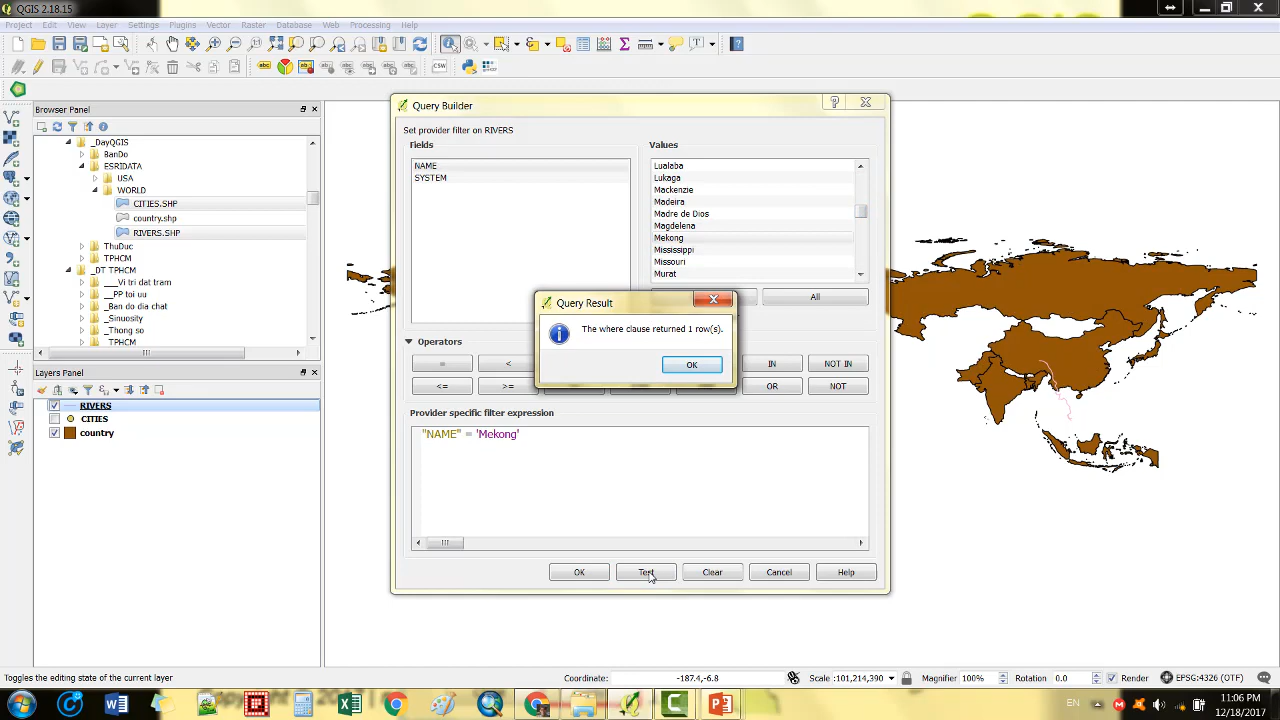 QGIS 2.18.15
Project Edit View Layer Settings Plugins Vector Raster Database Web Processing Help
CSW
Browser Panel
_DayQGIS
BanDo
ESRIDATA
USA
WORLD
CITIES.SHP
country.shp
RIVERS.SHP
ThuDuc
TPHCM
_DT TPHCM
___Vi tri dat tram
__PP toi uu
_Ban do dia chat
_Sinuosity
_Thong so
_TPHCM
Layers Panel
RIVERS
CITIES
country
Query Builder
Set provider filter on RIVERS
Fields
NAME
SYSTEM
Values
Lualaba
Lukaga
Mackenzie
Madeira
Madre de Dios
Magdelena
Mekong
Mississippi
Missouri
Murat
All
Query Result
The where clause returned 1 row(s).
OK
Operators
= < IN NOT IN
<= >= OR NOT
Provider specific filter expression
"NAME" = 'Mekong'
OK Test Clear Cancel Help
Toggles the editing state of the current layer
Coordinate: -187.4,-6.8 Scale :101,214,390 Magnifier 100% Rotation 0.0 Render EPSG:4326 (OTF)
EN
11:06 PM
12/18/2017